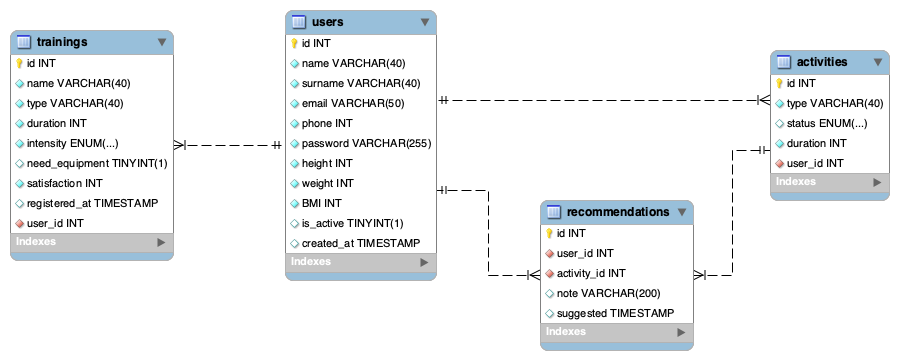 trainings
id INT
name VARCHAR(40)
type VARCHAR(40)
duration INT
intensity ENUM(...)
need_equipment TINYINT(1)
satisfaction INT
registered_at TIMESTAMP
user_id INT
Indexes
users
id INT
name VARCHAR(40)
surname VARCHAR(40)
email VARCHAR(50)
phone INT
password VARCHAR(255)
height INT
weight INT
BMI INT
is_active TINYINT(1)
created_at TIMESTAMP
Indexes
recommendations
id INT
user_id INT
activity_id INT
note VARCHAR(200)
suggested TIMESTAMP
Indexes
activities
id INT
type VARCHAR(40)
status ENUM(...)
duration INT
user_id INT
Indexes